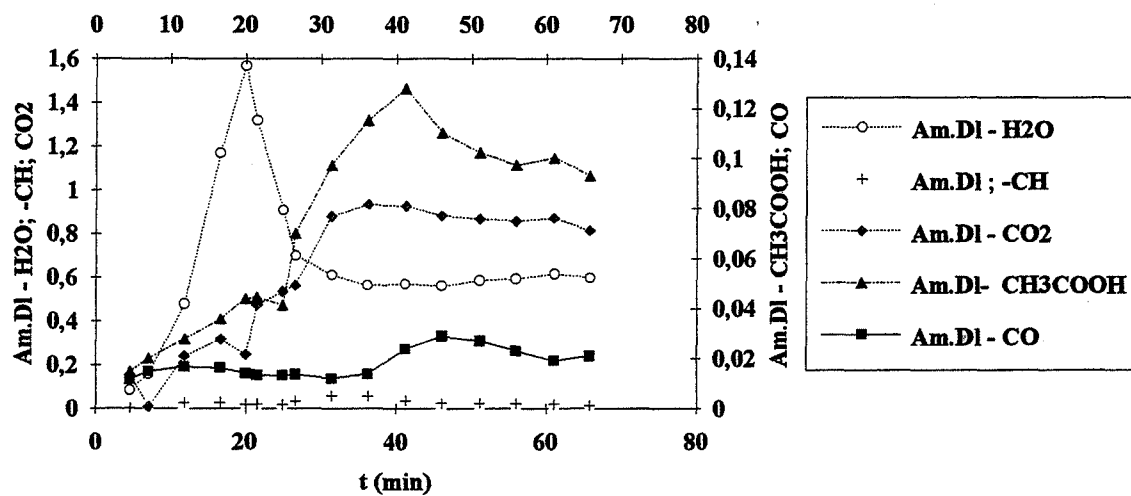 0 10 20 30 40 50 60 70 80
1,6
1,4
1,2
1
0,8
0,6
0,4
0,2
0
Am.Dl - H2O; -CH; CO2
0,14
0,12
0,1
0,08
0,06
0,04
0,02
0
Am.Dl - CH3COOH; CO
0 20 40 60 80
t (min)
Am.Dl - H2O
Am.Dl ; -CH
Am.Dl - CO2
Am.Dl- CH3COOH
Am.Dl - CO